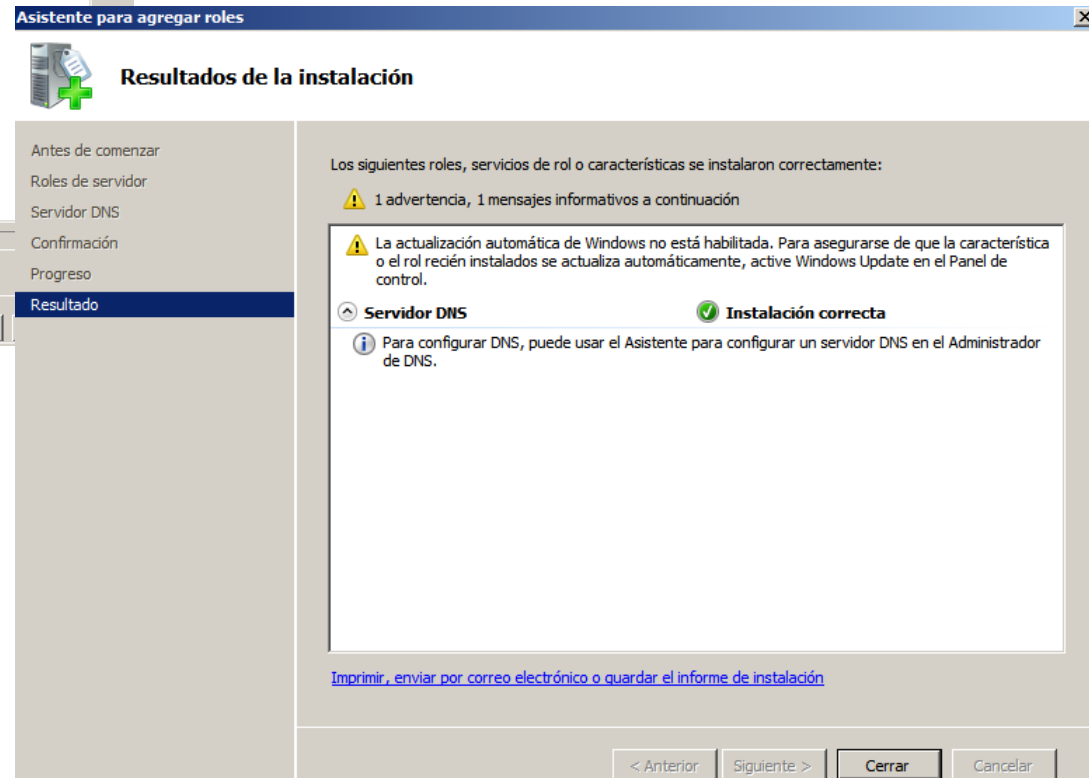 Asistente para agregar roles
Resultados de la instalación
Antes de comenzar
Roles de servidor
Servidor DNS
Confirmación
Progreso
Resultado
Los siguientes roles, servicios de rol o características se instalaron correctamente:
1 advertencia, 1 mensajes informativos a continuación
La actualización automática de Windows no está habilitada. Para asegurarse de que la característica
o el rol recién instalados se actualiza automáticamente, active Windows Update en el Panel de
control.
Servidor DNS Instalación correcta
Para configurar DNS, puede usar el Asistente para configurar un servidor DNS en el Administrador
de DNS.
Imprimir, enviar por correo electrónico o guardar el informe de instalación
< Anterior Siguiente > Cerrar Cancelar